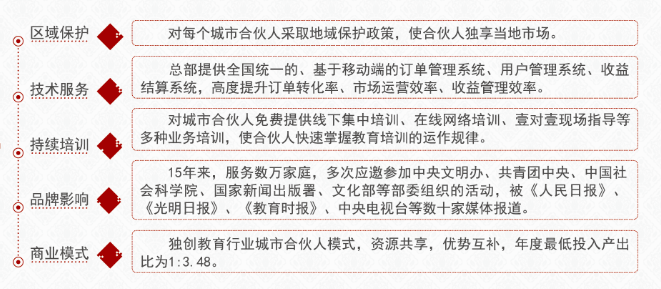 区域保护
对每个城市合伙人采取地域保护政策，使合伙人独享当地市场。
技术服务
总部提供全国统一的、基于移动端的订单管理系统、用户管理系统、收益
结算系统，高度提升订单转化率、市场运营效率、收益管理效率。
持续培训
对城市合伙人免费提供线下集中培训、在线网络培训、壹对壹现场指导等
多种业务培训，使合伙人快速掌握教育培训的运作规律。
品牌影响
15年来，服务数万家庭，多次应邀参加中央文明办、共青团中央、中国社
会科学院、国家新闻出版署、文化部等部委组织的活动，被《人民日报》、
《光明日报》、《教育时报》、中央电视台等数十家媒体报道。
商业模式
独创教育行业城市合伙人模式，资源共享，优势互补，年度最低投入产出
比为1:3.48。